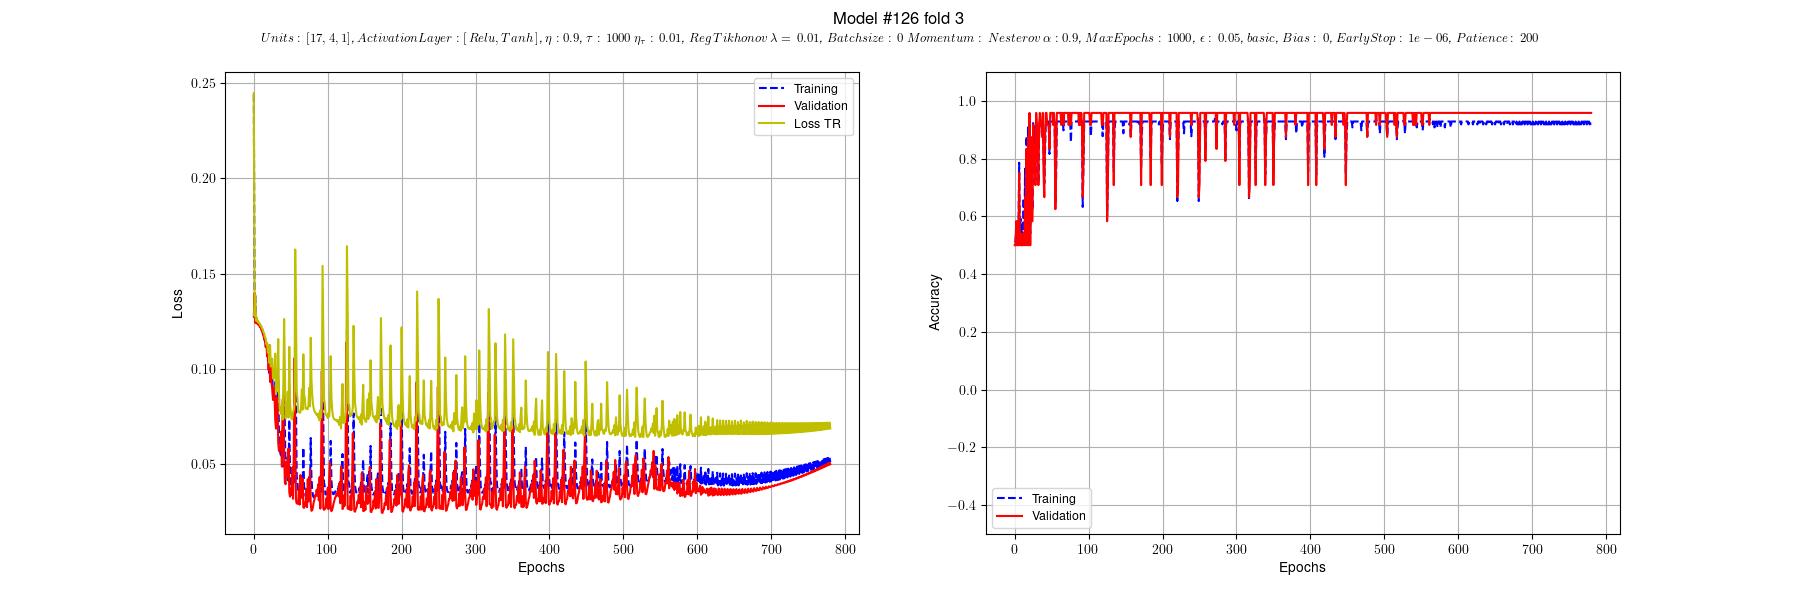 Model #126 fold 3
Units : [17, 4, 1], ActivationLayer : [ Relu, Tanh], η : 0.9, τ : 1000 ητ : 0.01, Reg Tikhonov λ = 0.01, Batchsize : 0 Momentum : Nesterov α : 0.9, MaxEpochs : 1000, ϵ : 0.05, basic, Bias : 0, EarlyStop : 1e − 06, Patience : 200
0.25
0.20
0.15
0.10
0.05
Loss
0 100 200 300 400 500 600 700 800
Epochs
Training
Validation
Loss TR
1.0
0.8
0.6
0.4
0.2
0.0
−0.2
−0.4
Accuracy
0 100 200 300 400 500 600 700 800
Epochs
Training
Validation